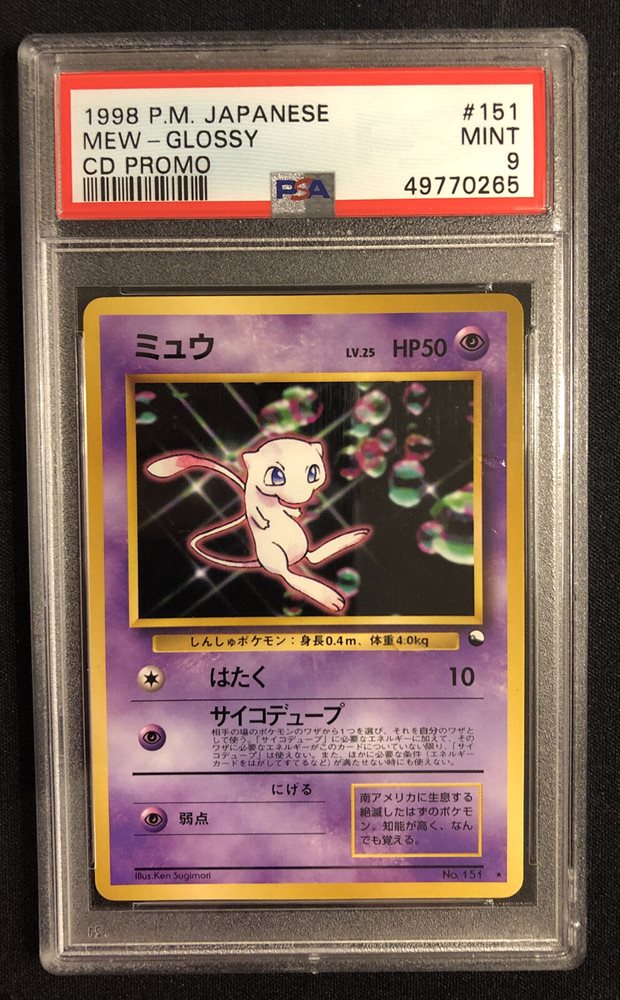 1998 P.M. JAPANESE #151
MEW - GLOSSY MINT
CD PROMO 9
PSA 49770265
ミュウ LV.25 HP50
しんしゅポケモン:身長0.4m、体重4.0kg
はたく 10
サイコデュープ
相手の場のポケモンのワザから1つを選び、それを自分のワザと
して使う。「サイコデュープ」に必要なエネルギーに加えて、その
ワザに必要なエネルギーがこのカードについていない限り、「サイ
コデュープ」は使えない。また、ほかに必要な条件(エネルギー
カードをはがしてすてるなど)が満たせない時にも使えない。
にげる
弱点
南アメリカに生息する
絶滅したはずのポケモ
ン。知能が高く、なん
でも覚える。
Illus.Ken Sugimori No.151 ★